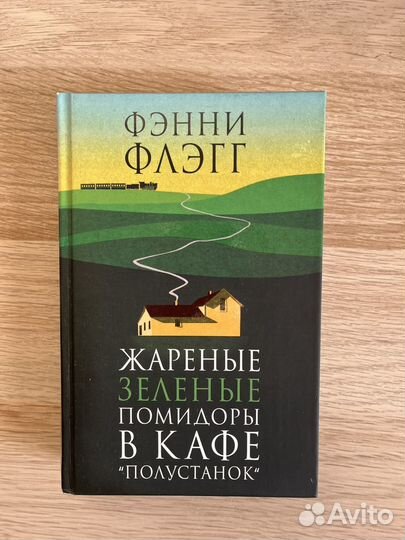 ФЭННИ
ФЛЭГГ
ЖАРЕНЫЕ
ЗЕЛЕНЫЕ
ПОМИДОРЫ
В КАФЕ
"ПОЛУСТАНОК"
Avito